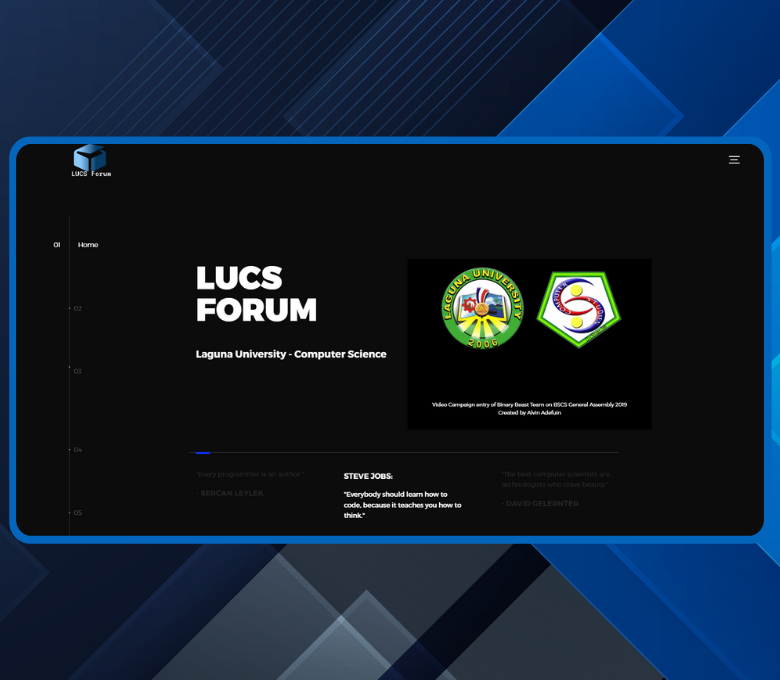 LUCS Forum
01 Home
LUCS
FORUM
Laguna University - Computer Science
LAGUNA UNIVERSITY
2006
COMPUTER STUDIES
Video Campaign entry of Binary Beast Team on BSCS General Assembly 2019
Created by Alvin Adefuin
02
03
04
05
"Every programmer is an author."
- SERCAN LEYLEK
STEVE JOBS:
"Everybody should learn how to
code, because it teaches you how to
think."
"The best computer scientists are...
technologists who crave beauty."
- DAVID GELERNTER